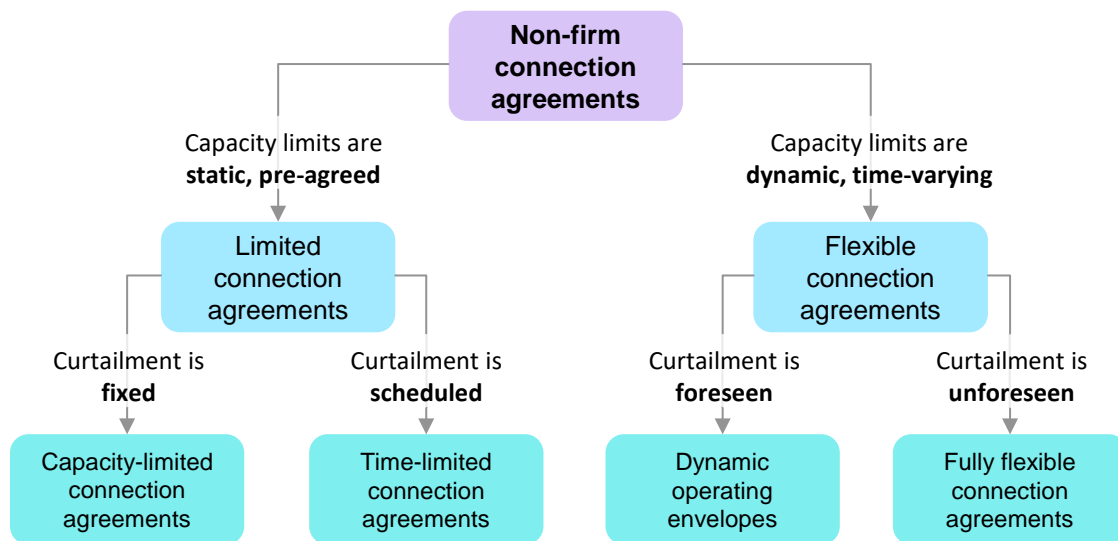 Non-firm
connection
agreements
Capacity limits are
static, pre-agreed
Capacity limits are
dynamic, time-varying
Limited
connection
agreements
Flexible
connection
agreements
Curtailment is
fixed
Curtailment is
scheduled
Curtailment is
foreseen
Curtailment is
unforeseen
Capacity-limited
connection
agreements
Time-limited
connection
agreements
Dynamic
operating
envelopes
Fully flexible
connection
agreements